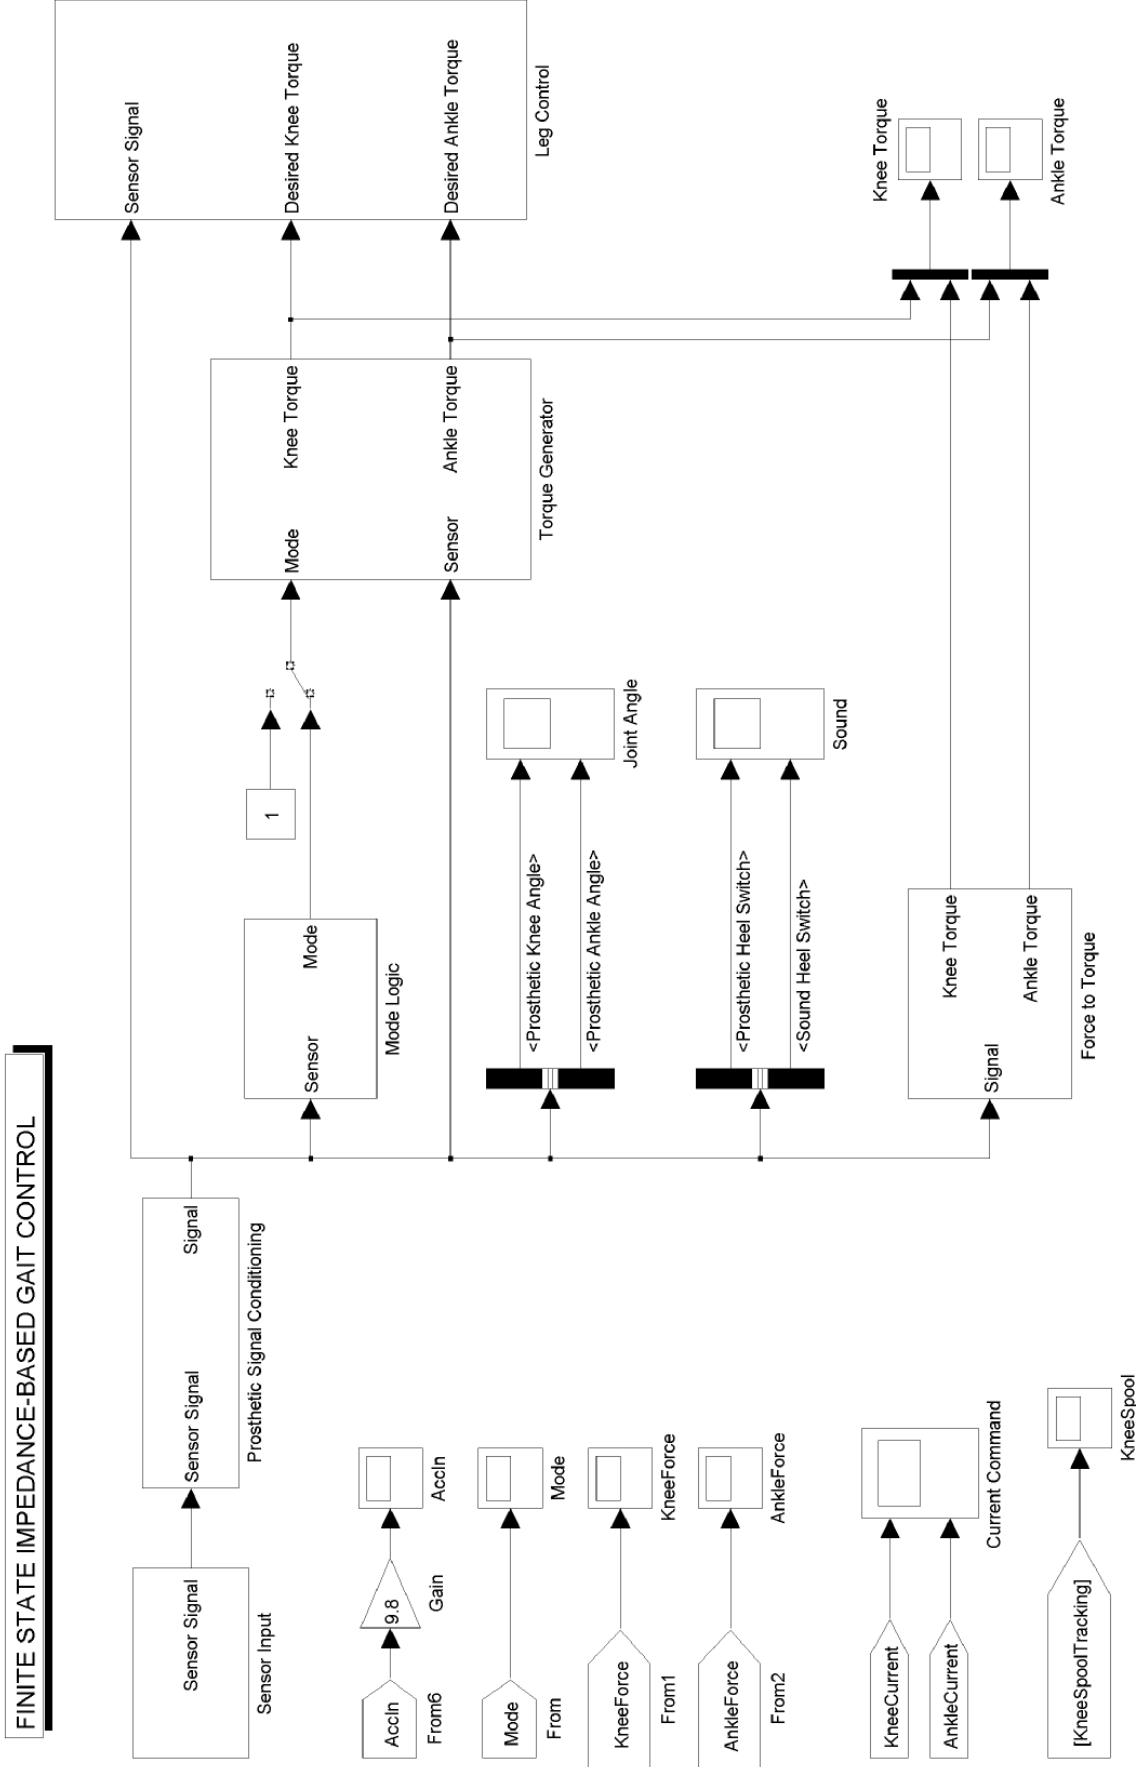 FINITE STATE IMPEDANCE-BASED GAIT CONTROL
Sensor Signal
Sensor Input
Sensor Signal
Signal
Prosthetic Signal Conditioning
Sensor
Mode
Mode Logic
1
Mode
Sensor
Knee Torque
Ankle Torque
Torque Generator
Sensor Signal
Desired Knee Torque
Desired Ankle Torque
Leg Control
AccIn
From6
9.8
Gain
AccIn
Mode
From
Mode
KneeForce
From1
KneeForce
AnkleForce
From2
AnkleForce
KneeCurrent
AnkleCurrent
Current Command
[KneeSpoolTracking]
KneeSpool
<Prosthetic Knee Angle>
<Prosthetic Ankle Angle>
Joint Angle
<Prosthetic Heel Switch>
<Sound Heel Switch>
Sound
Signal
Knee Torque
Ankle Torque
Force to Torque
Knee Torque
Ankle Torque